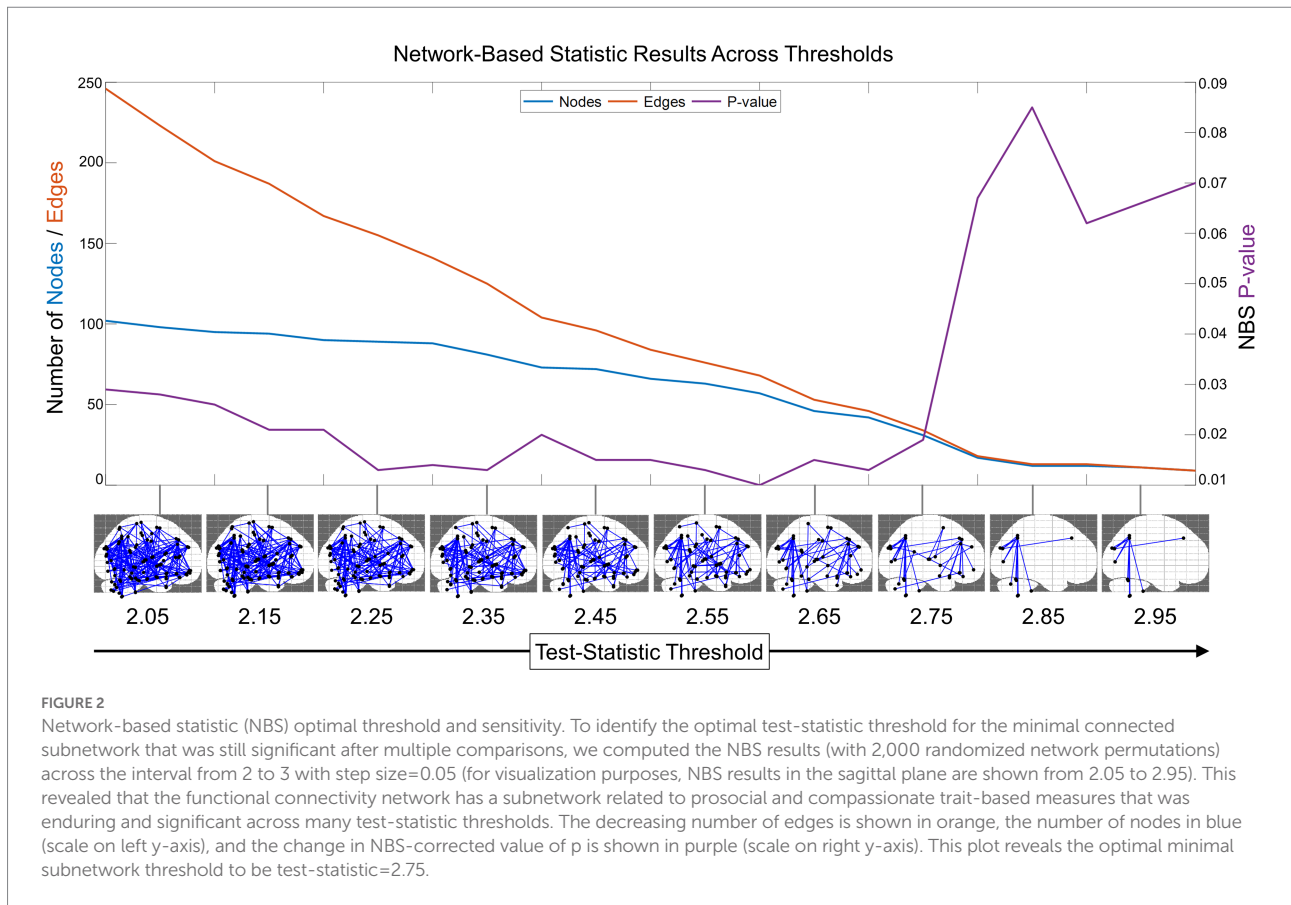 Network-Based Statistic Results Across Thresholds
Nodes Edges P-value
Number of Nodes / Edges
250
200
150
100
50
0
0.09
0.08
0.07
0.06
0.05
0.04
0.03
0.02
0.01
NBS P-value
2.05 2.15 2.25 2.35 2.45 2.55 2.65 2.75 2.85 2.95
Test-Statistic Threshold
FIGURE 2
Network-based statistic (NBS) optimal threshold and sensitivity. To identify the optimal test-statistic threshold for the minimal connected
subnetwork that was still significant after multiple comparisons, we computed the NBS results (with 2,000 randomized network permutations)
across the interval from 2 to 3 with step size=0.05 (for visualization purposes, NBS results in the sagittal plane are shown from 2.05 to 2.95). This
revealed that the functional connectivity network has a subnetwork related to prosocial and compassionate trait-based measures that was
enduring and significant across many test-statistic thresholds. The decreasing number of edges is shown in orange, the number of nodes in blue
(scale on left y-axis), and the change in NBS-corrected value of p is shown in purple (scale on right y-axis). This plot reveals the optimal minimal
subnetwork threshold to be test-statistic=2.75.